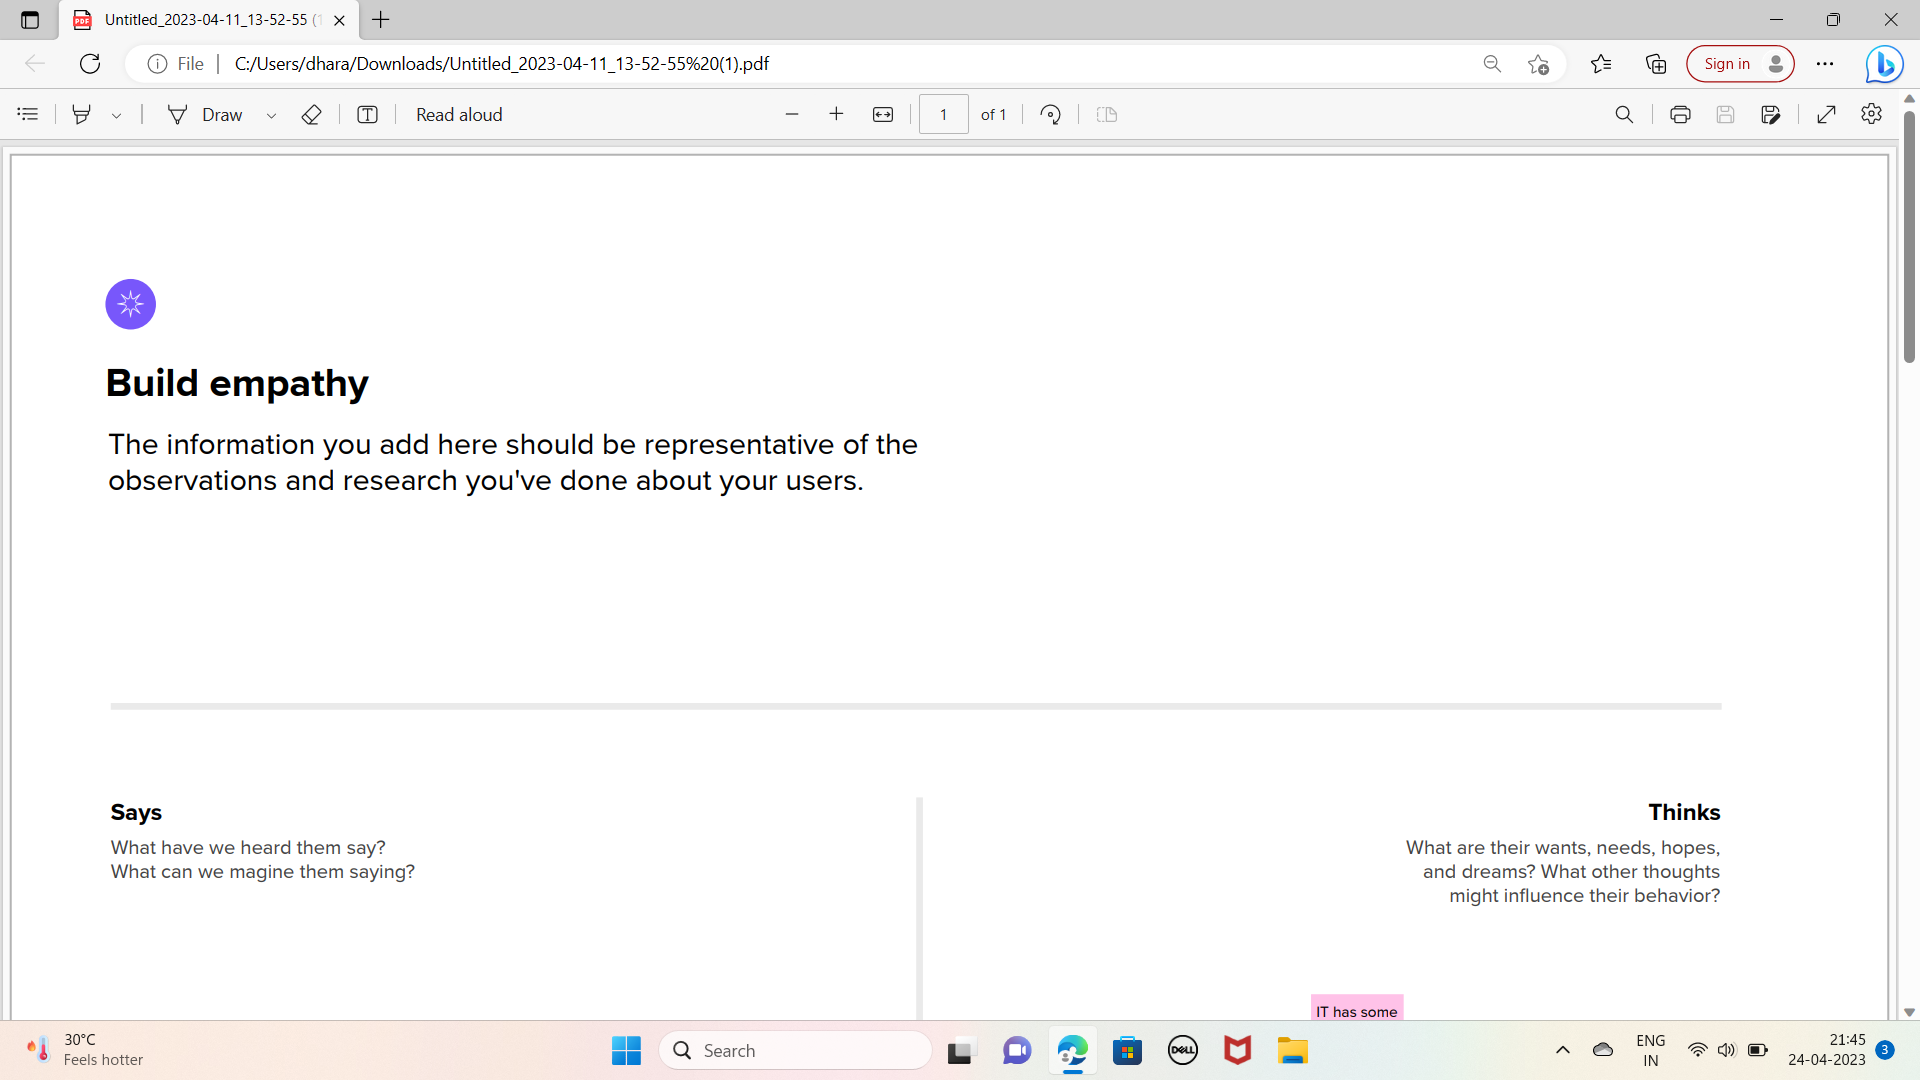 Untitled_2023-04-11_13-52-55 (1
File
C:/Users/dhara/Downloads/Untitled_2023-04-11_13-52-55%20(1).pdf
Sign in
Draw
Read aloud
1
of 1
Build empathy
The information you add here should be representative of the
observations and research you've done about your users.
Says
What have we heard them say?
What can we magine them saying?
Thinks
What are their wants, needs, hopes,
and dreams? What other thoughts
might influence their behavior?
IT has some
30°C
Feels hotter
Search
DELL
ENG
IN
21:45
24-04-2023
3